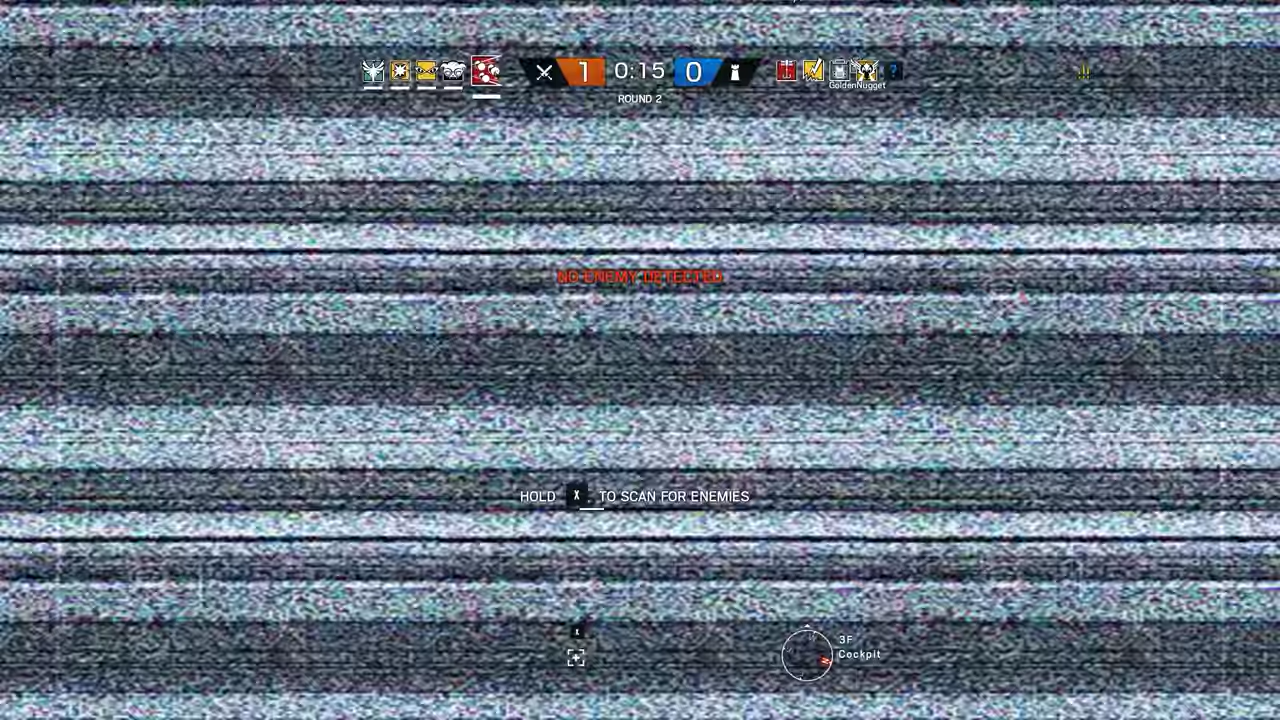 1 0:15 0
GoldenNugget
?
ROUND 2
NO ENEMY DETECTED
HOLD X TO SCAN FOR ENEMIES
X
3F
Cockpit